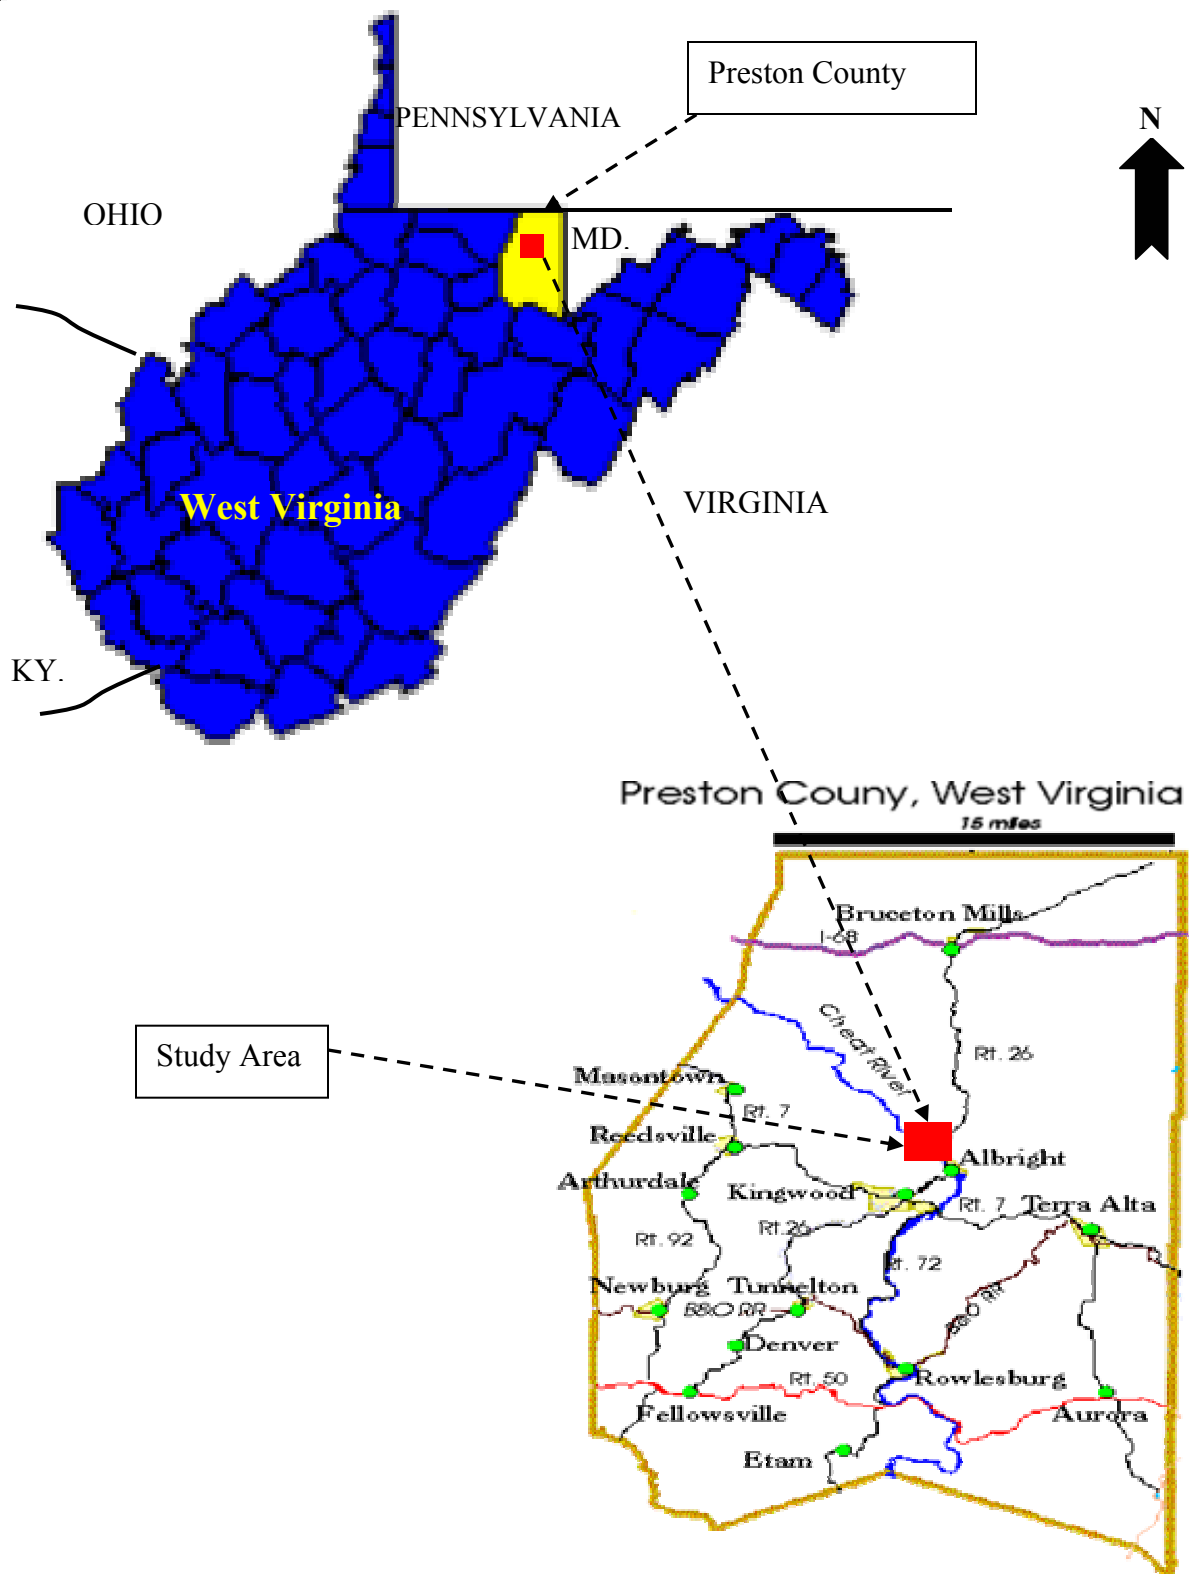 Preston County
PENNSYLVANIA
N
OHIO
MD.
West Virginia
VIRGINIA
KY.
Preston Couny, West Virginia
15 miles
Bruceton Mills
I-68
Cheat River
Rt. 26
Study Area
Masontown
Rt. 7
Reedsville
Albright
Arthurdale
Kingwood
Rt. 7
Terra Alta
Rt. 92
Rt.26
Rt. 72
Newburg
Tunnelton
B&O RR
B&O RR
Denver
Rt. 50
Rowlesburg
Fellowsville
Aurora
Etam